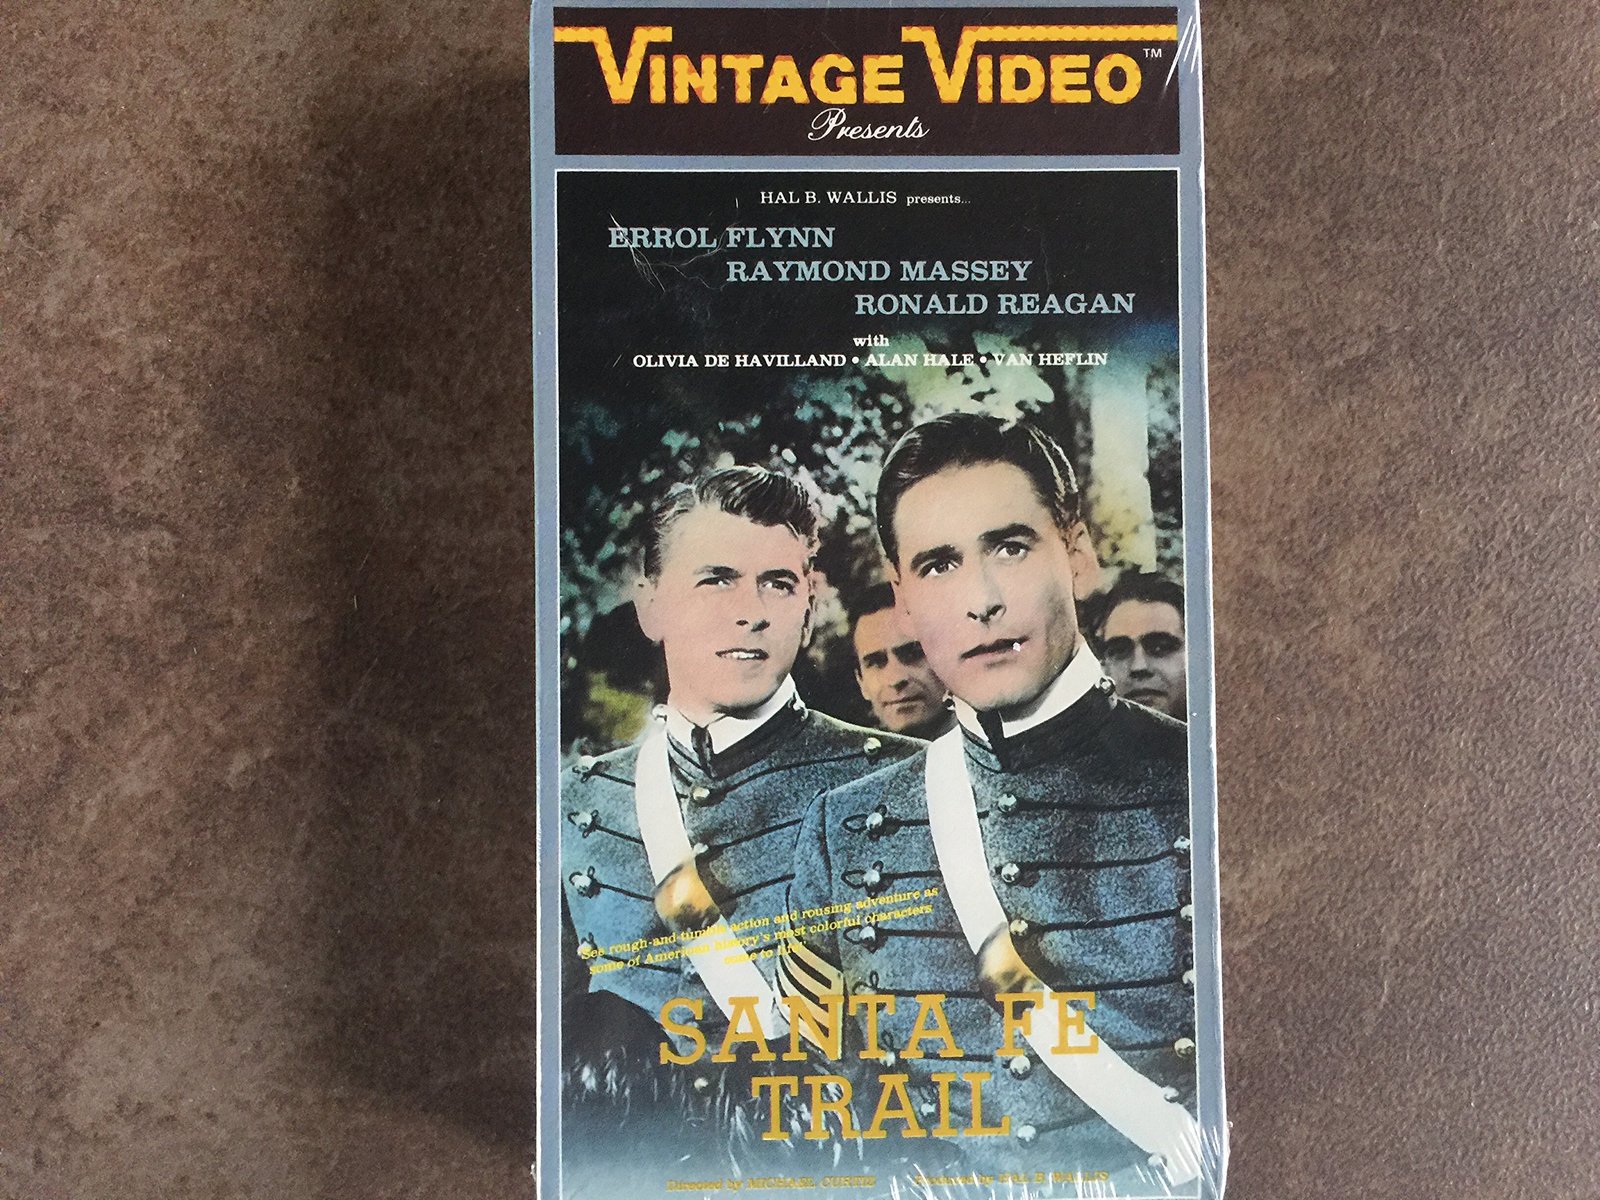 VINTAGE VIDEO™
Presents
HAL B. WALLIS presents...
ERROL FLYNN
RAYMOND MASSEY
RONALD REAGAN
with
OLIVIA DE HAVILLAND • ALAN HALE • VAN HEFLIN
"See rough-and-tumble action and rousing adventure as
some of American history's most colorful characters
come to life"
SANTA FE
TRAIL
Directed by MICHAEL CURTIZ Produced by HAL B. WALLIS